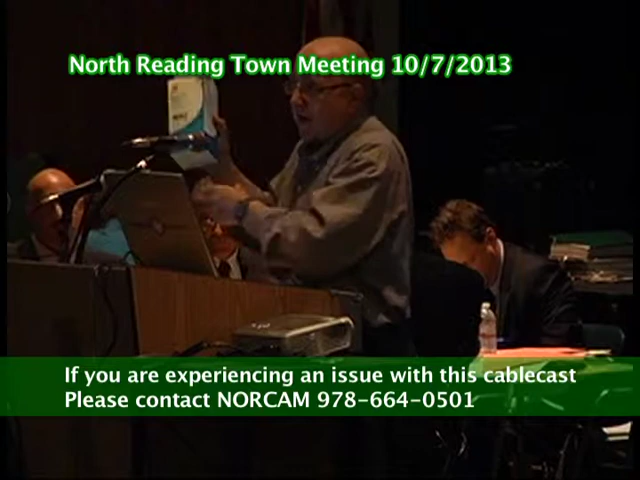 North Reading Town Meeting 10/7/2013
If you are experiencing an issue with this cablecast
Please contact NORCAM 978-664-0501